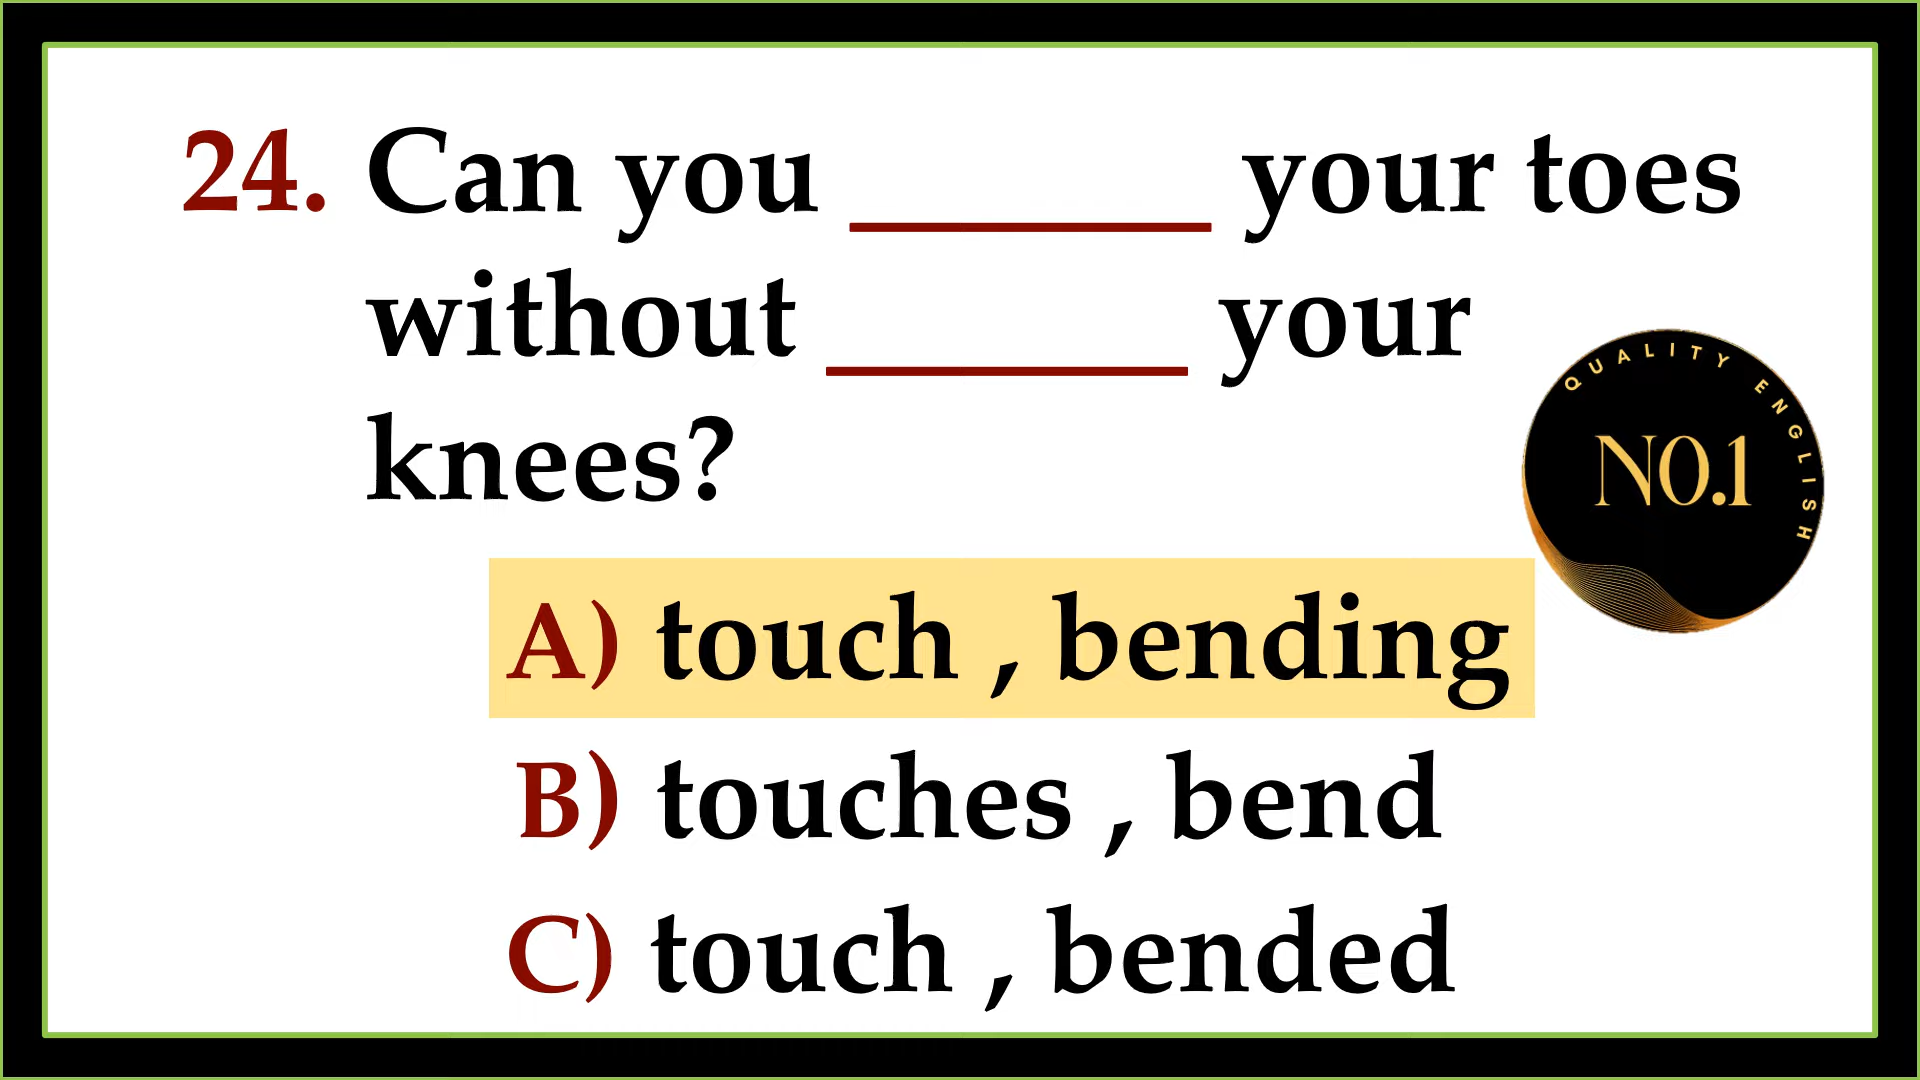 24. Can you ______ your toes
without ______ your
knees?
QUALITY ENGLISH
NO.1
A) touch , bending
B) touches , bend
C) touch , bended